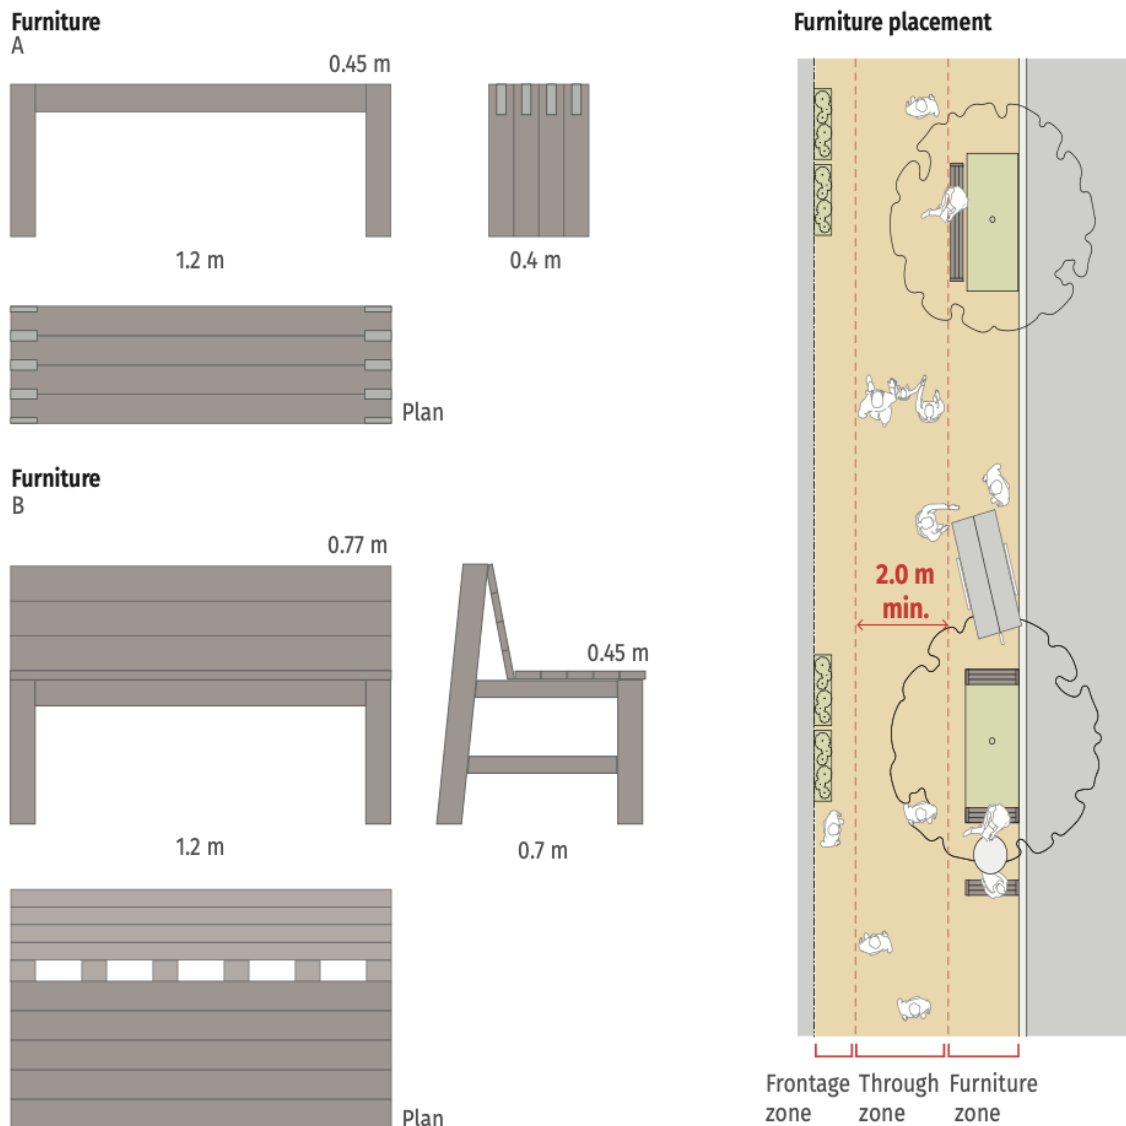 Furniture
A
0.45 m
1.2 m
0.4 m
Plan
Furniture
B
0.77 m
0.45 m
1.2 m
0.7 m
Plan
Furniture placement
2.0 m
min.
Frontage
zone
Through
zone
Furniture
zone